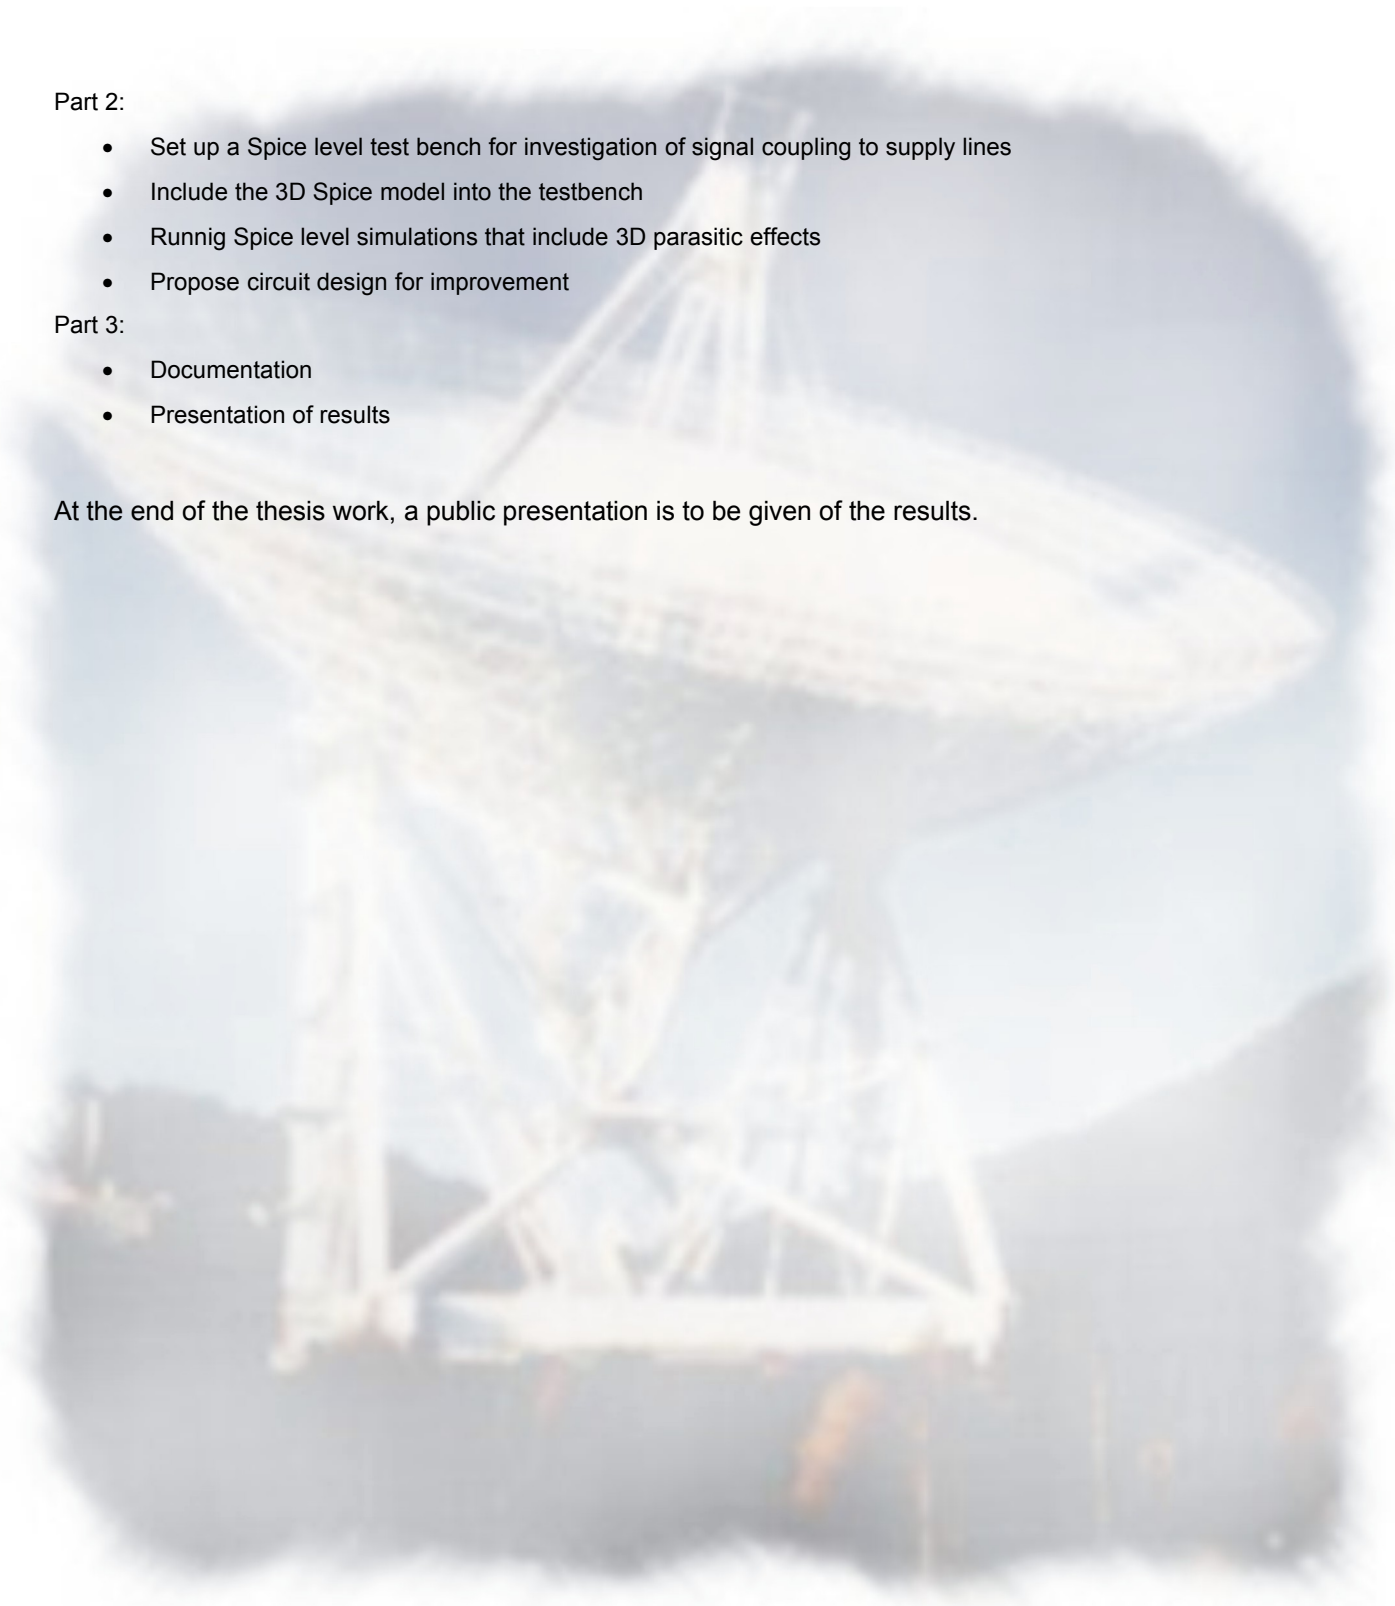 Part 2:
• Set up a Spice level test bench for investigation of signal coupling to supply lines
• Include the 3D Spice model into the testbench
• Runnig Spice level simulations that include 3D parasitic effects
• Propose circuit design for improvement
Part 3:
• Documentation
• Presentation of results
At the end of the thesis work, a public presentation is to be given of the results.